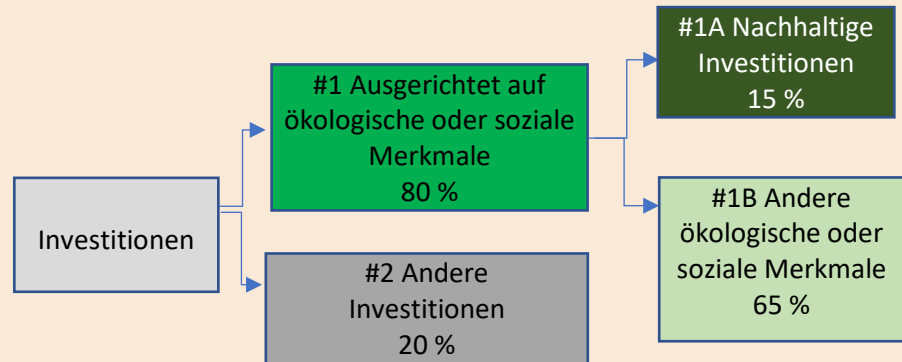 Investitionen
#1 Ausgerichtet auf
ökologische oder soziale
Merkmale
80 %
#2 Andere
Investitionen
20 %
#1A Nachhaltige
Investitionen
15 %
#1B Andere
ökologische oder
soziale Merkmale
65 %